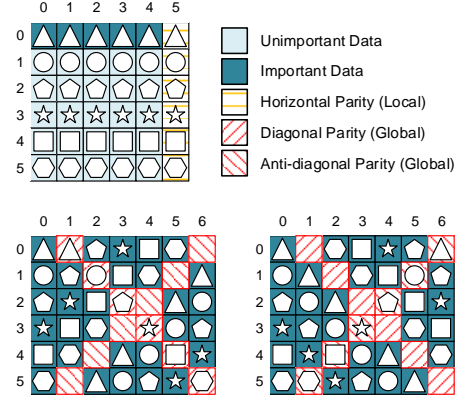 0 1 2 3 4 5
0
1
2
3
4
5
Unimportant Data
Important Data
Horizontal Parity (Local)
Diagonal Parity (Global)
Anti-diagonal Parity (Global)
0 1 2 3 4 5 6
0
1
2
3
4
5
0 1 2 3 4 5 6
0
1
2
3
4
5